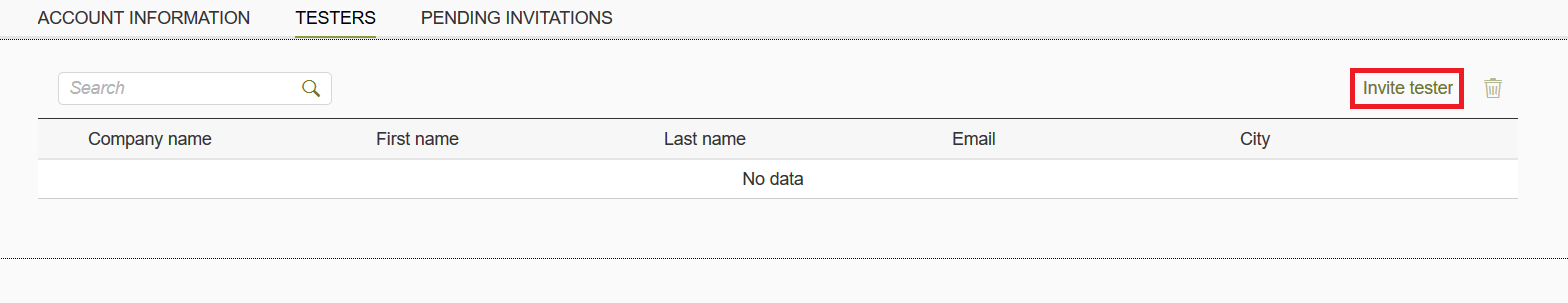 ACCOUNT INFORMATION TESTERS PENDING INVITATIONS
Search Invite tester
Company name First name Last name Email City
No data